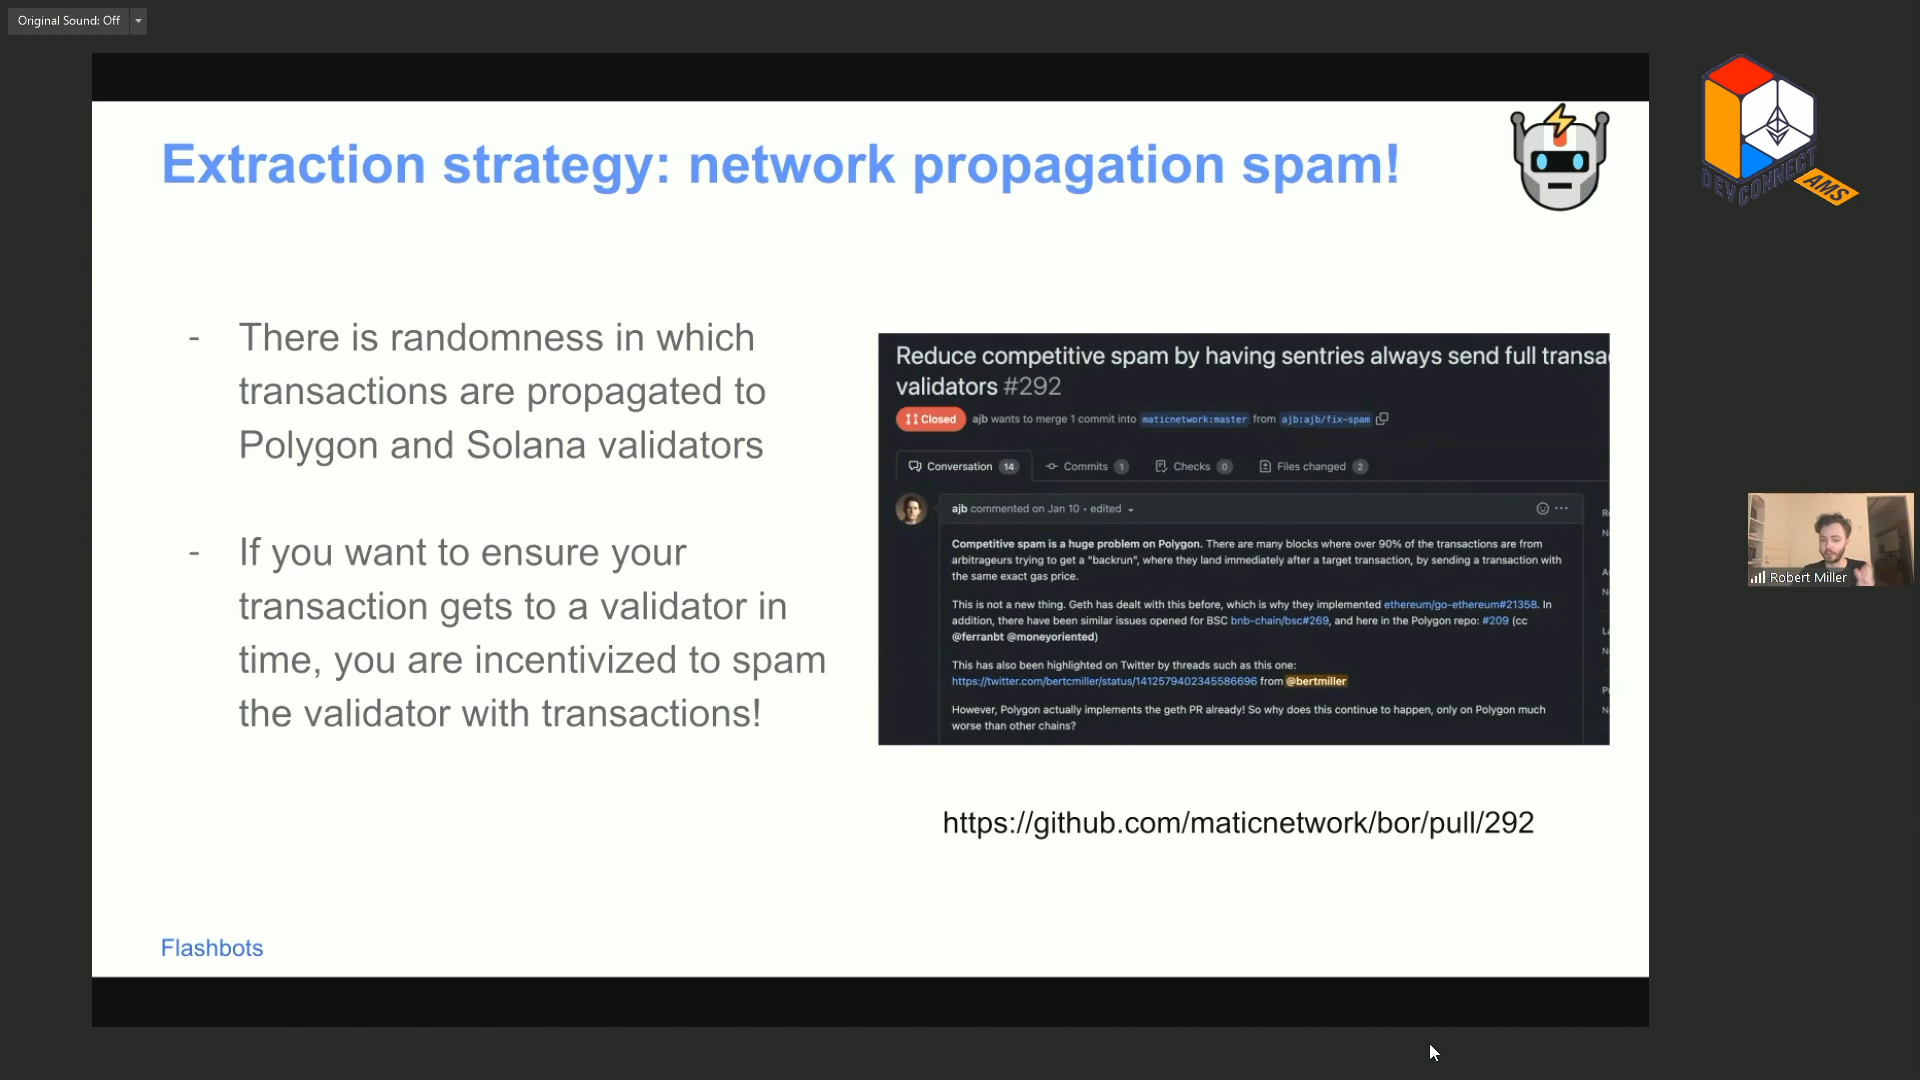 Original Sound: Off
Extraction strategy: network propagation spam!
DEVCONNECT
AMS
- There is randomness in which
transactions are propagated to
Polygon and Solana validators
- If you want to ensure your
transaction gets to a validator in
time, you are incentivized to spam
the validator with transactions!
Reduce competitive spam by having sentries always send full transa
validators #292
Closed ajb wants to merge 1 commit into maticnetwork:master from ajb:ajb/fix-spam
Conversation 14 Commits 1 Checks 0 Files changed 2
ajb commented on Jan 10 • edited
Competitive spam is a huge problem on Polygon. There are many blocks where over 90% of the transactions are from
arbitrageurs trying to get a "backrun", where they land immediately after a target transaction, by sending a transaction with
the same exact gas price.
This is not a new thing. Geth has dealt with this before, which is why they implemented ethereum/go-ethereum#21358. In
addition, there have been similar issues opened for BSC bnb-chain/bsc#269, and here in the Polygon repo: #209 (cc
@ferranbt @moneyoriented)
This has also been highlighted on Twitter by threads such as this one:
https://twitter.com/bertcmiller/status/1412579402345586696 from @bertmiller
However, Polygon actually implements the geth PR already! So why does this continue to happen, only on Polygon much
worse than other chains?
https://github.com/maticnetwork/bor/pull/292
Flashbots
Robert Miller